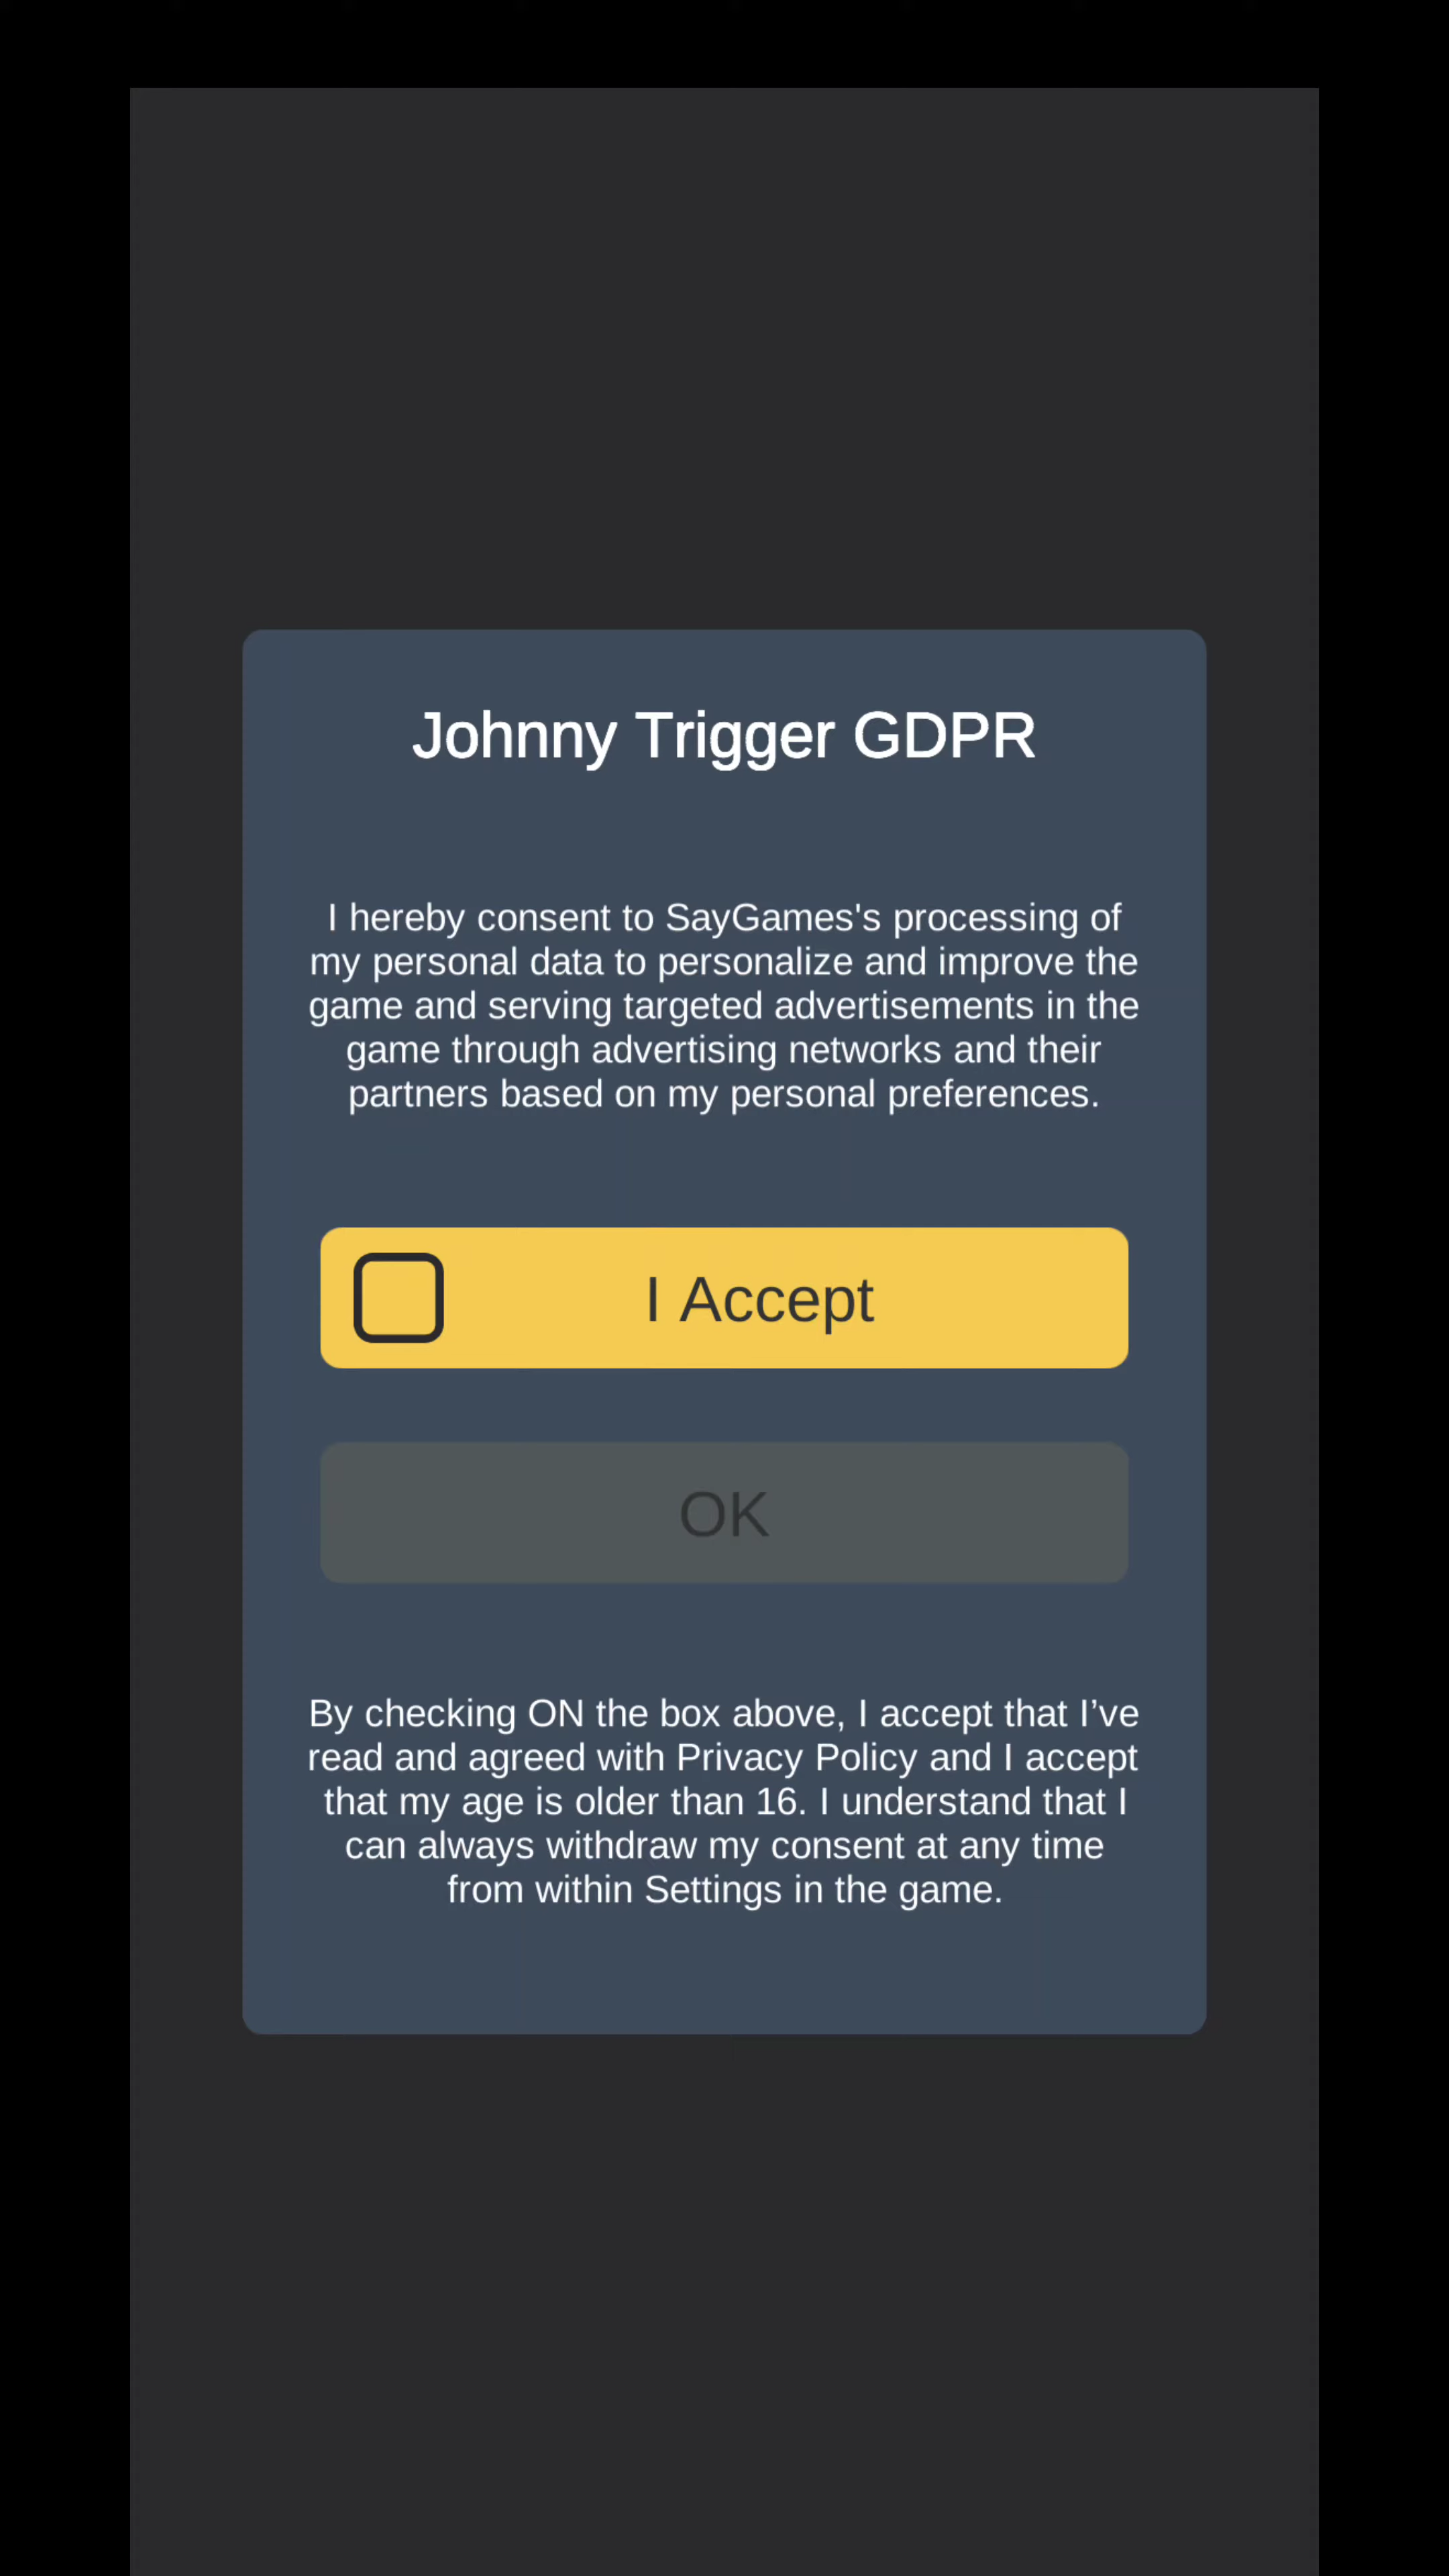 Johnny Trigger GDPR
I hereby consent to SayGames's processing of
my personal data to personalize and improve the
game and serving targeted advertisements in the
game through advertising networks and their
partners based on my personal preferences.
I Accept
OK
By checking ON the box above, I accept that I’ve
read and agreed with Privacy Policy and I accept
that my age is older than 16. I understand that I
can always withdraw my consent at any time
from within Settings in the game.